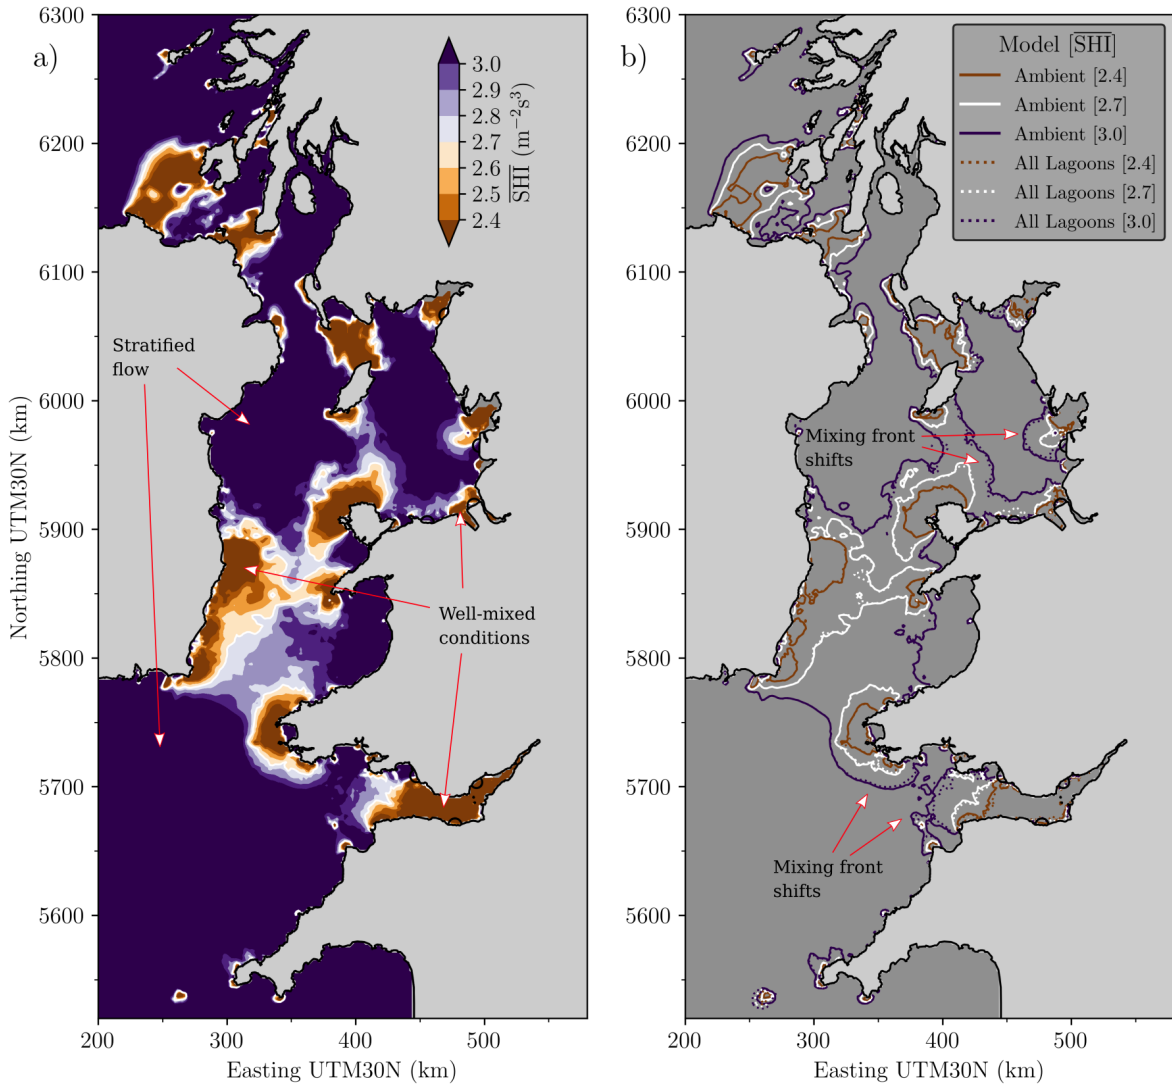 a)
6300
6200
6100
6000
5900
5800
5700
5600
Northing UTM30N (km)
200
300
400
500
Easting UTM30N (km)
3.0
2.9
2.8
2.7
2.6
2.5
2.4
SHI (m⁻²s³)
Stratified
flow
Well-mixed
conditions
b)
6300
6200
6100
6000
5900
5800
5700
5600
200
300
400
500
Easting UTM30N (km)
Model [SHI]
Ambient [2.4]
Ambient [2.7]
Ambient [3.0]
All Lagoons [2.4]
All Lagoons [2.7]
All Lagoons [3.0]
Mixing front
shifts
Mixing front
shifts